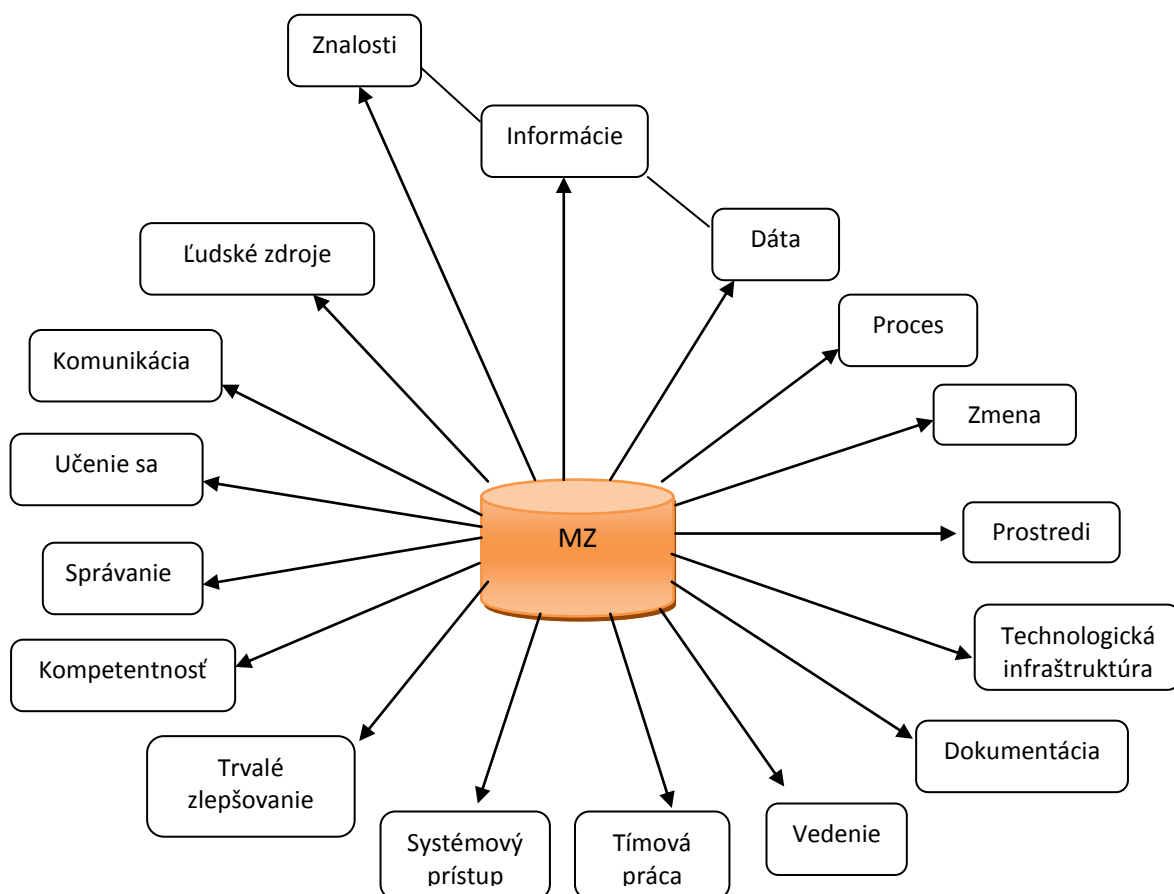 Znalosti
Informácie
Dáta
Ľudské zdroje
Proces
Komunikácia
Zmena
Učenie sa
Prostredi
MZ
Správanie
Technologická
infraštruktúra
Kompetentnosť
Dokumentácia
Trvalé
zlepšovanie
Vedenie
Systémový
prístup
Tímová
práca